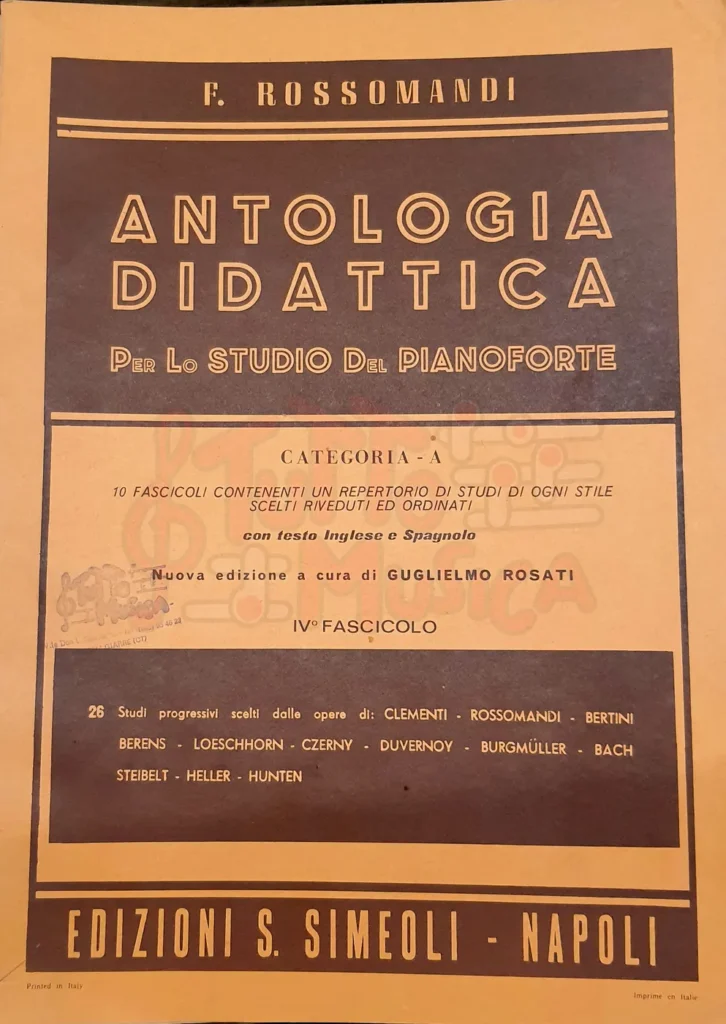 F. ROSSOMANDI
ANTOLOGIA
DIDATTICA
PER LO STUDIO DEL PIANOFORTE
CATEGORIA - A
10 FASCICOLI CONTENENTI UN REPERTORIO DI STUDI DI OGNI STILE
SCELTI RIVEDUTI ED ORDINATI
con testo Inglese e Spagnolo
Nuova edizione a cura di GUGLIELMO ROSATI
TUTTO
MUSICA
IVº FASCICOLO
26 Studi progressivi scelti dalle opere di: CLEMENTI - ROSSOMANDI - BERTINI
BERENS - LOESCHHORN - CZERNY - DUVERNOY - BURGMÜLLER - BACH
STEIBELT - HELLER - HUNTEN
EDIZIONI S. SIMEOLI - NAPOLI
Printed in Italy
Imprime en Italie